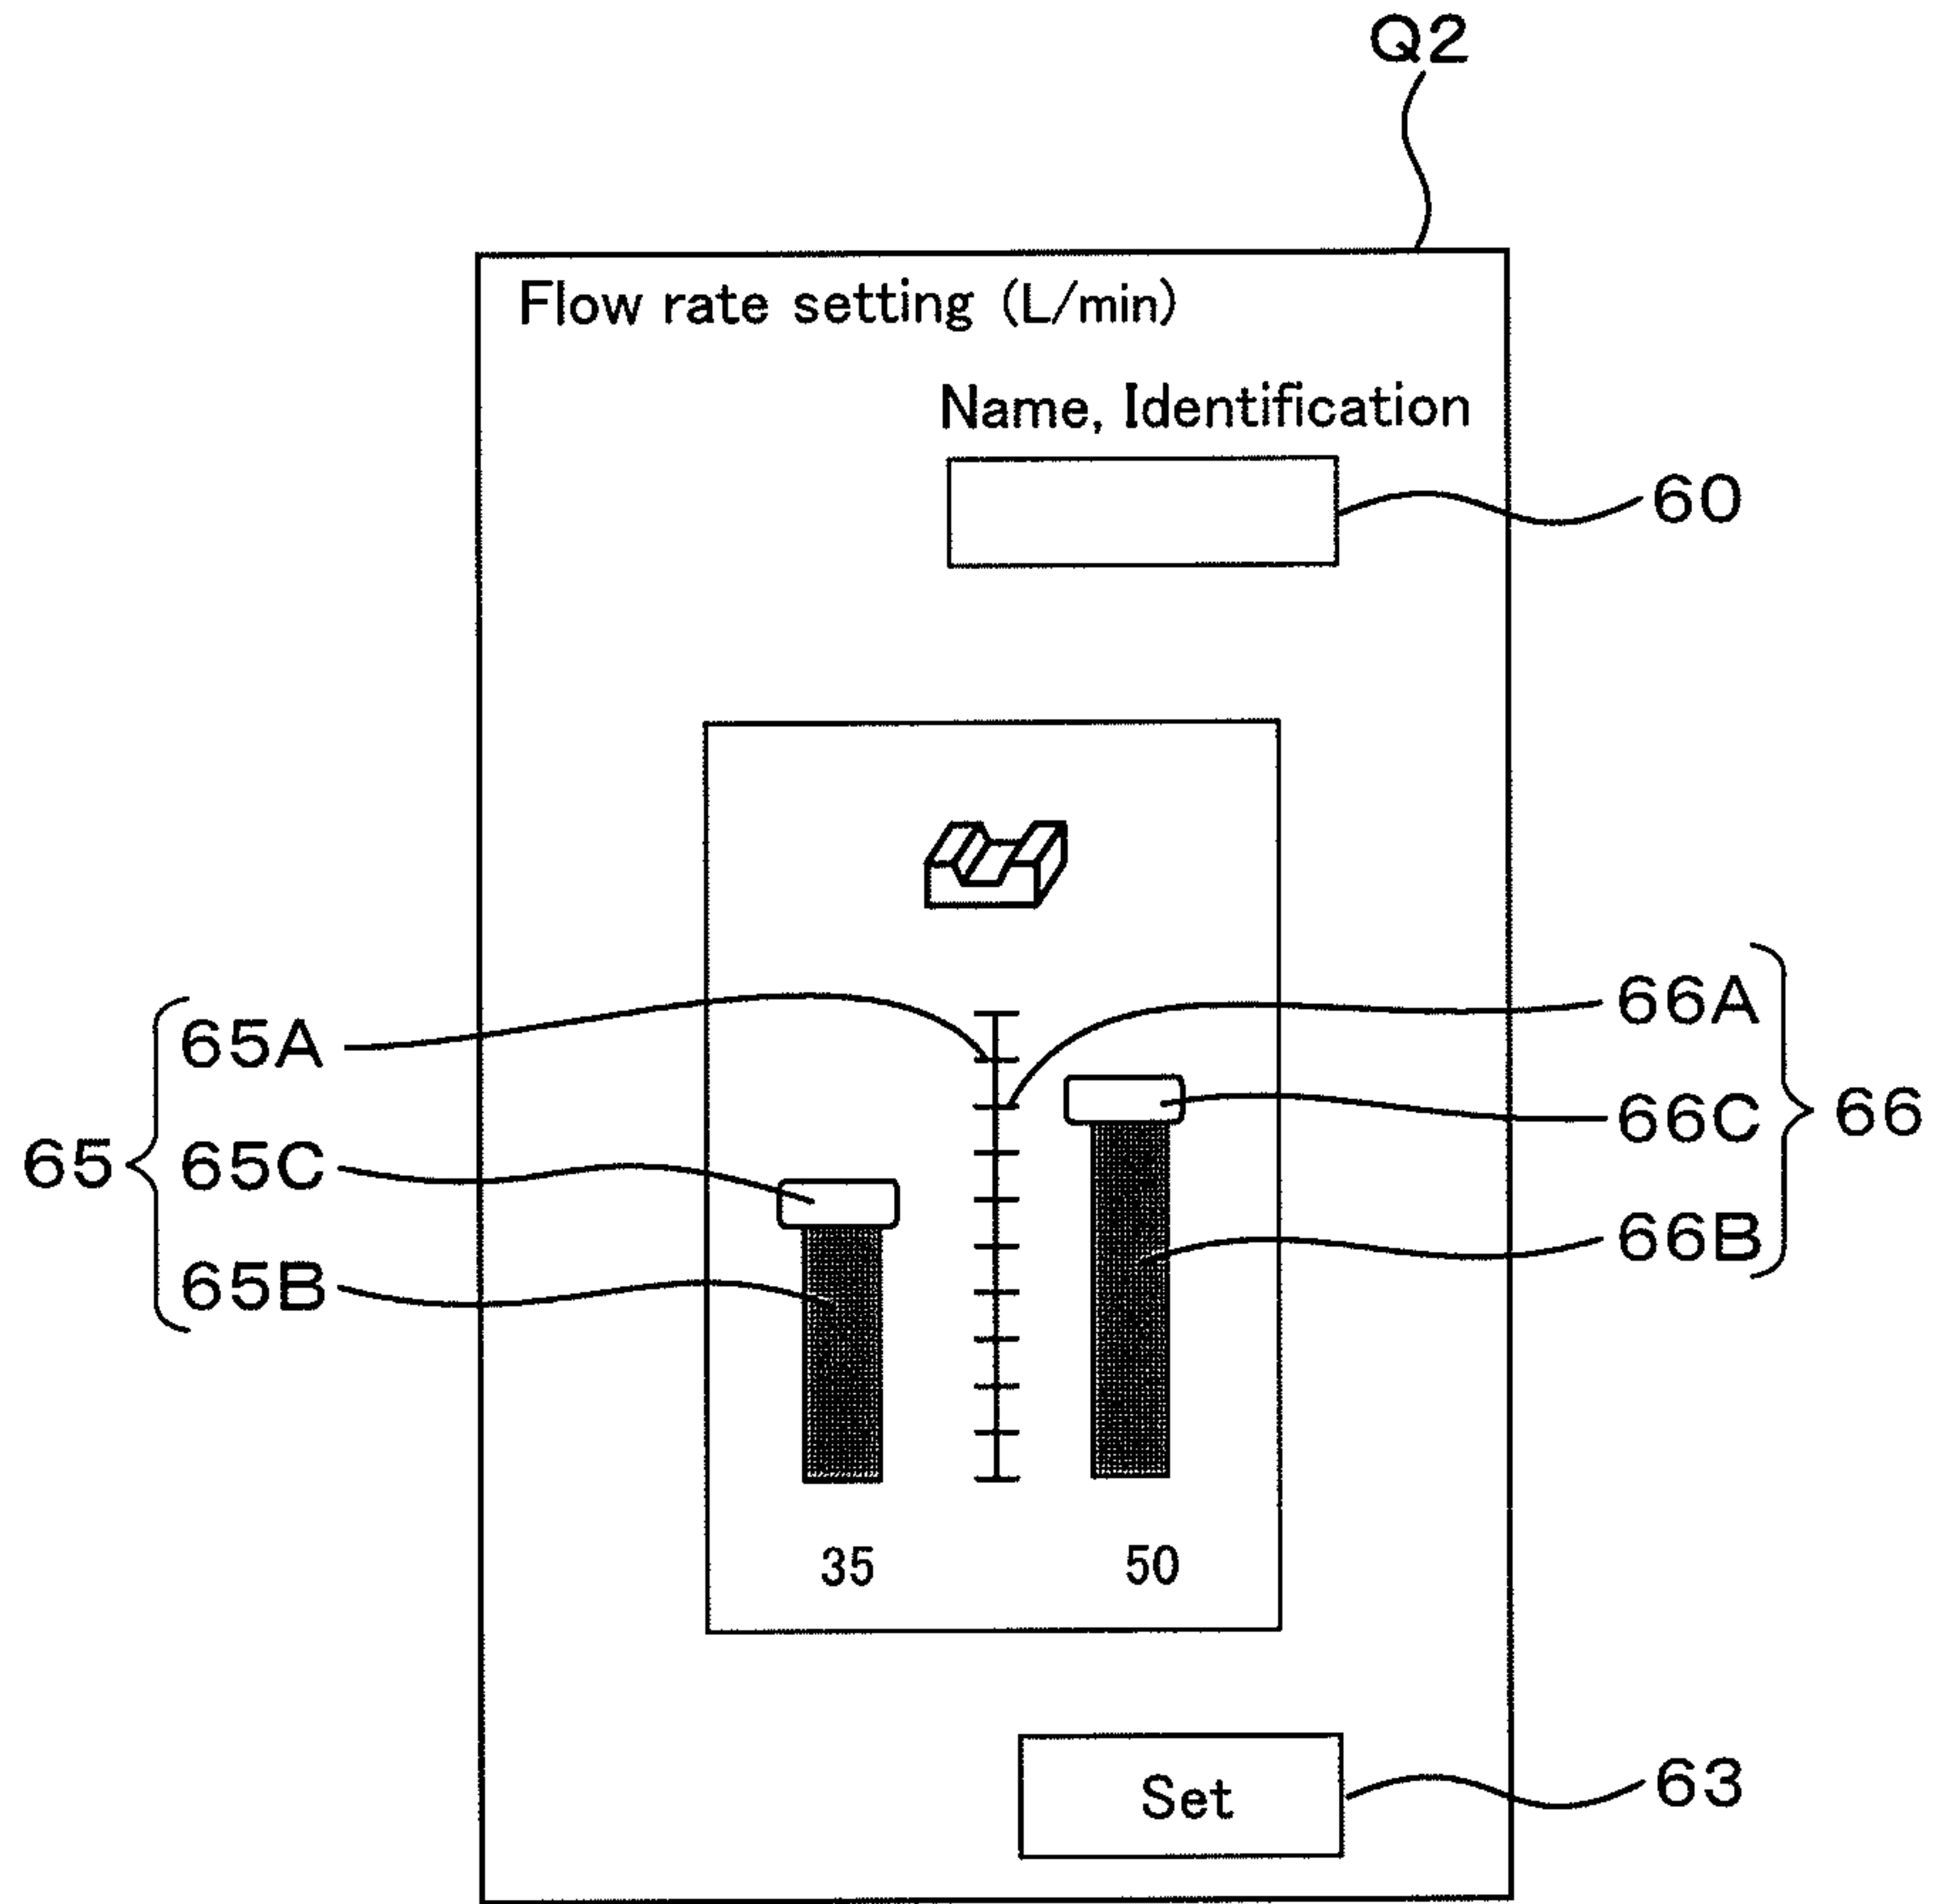 Q2
Flow rate setting (L/min)
Name, Identification
60
65A
66A
65C
66C
65
66
65B
66B
35
50
Set
63